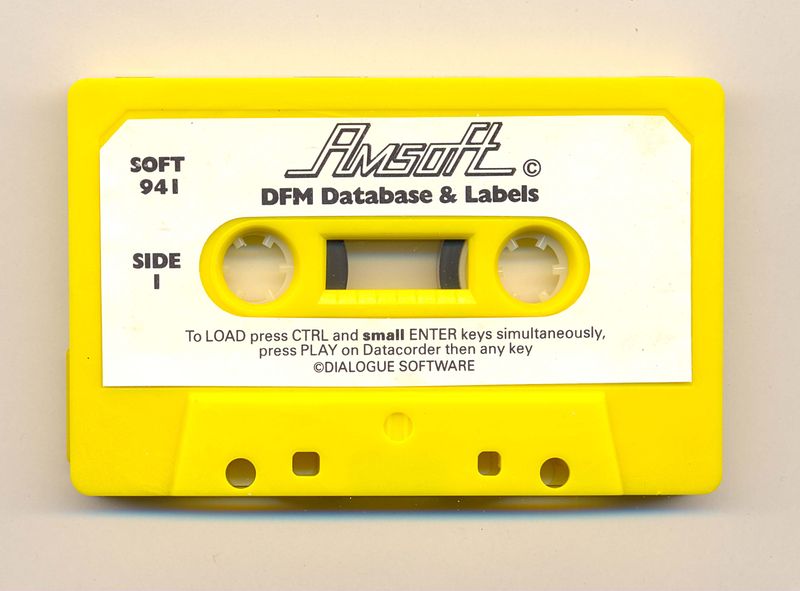 Amsoft ©
SOFT
941
DFM Database & Labels
SIDE
1
To LOAD press CTRL and small ENTER keys simultaneously,
press PLAY on Datacorder then any key
©DIALOGUE SOFTWARE